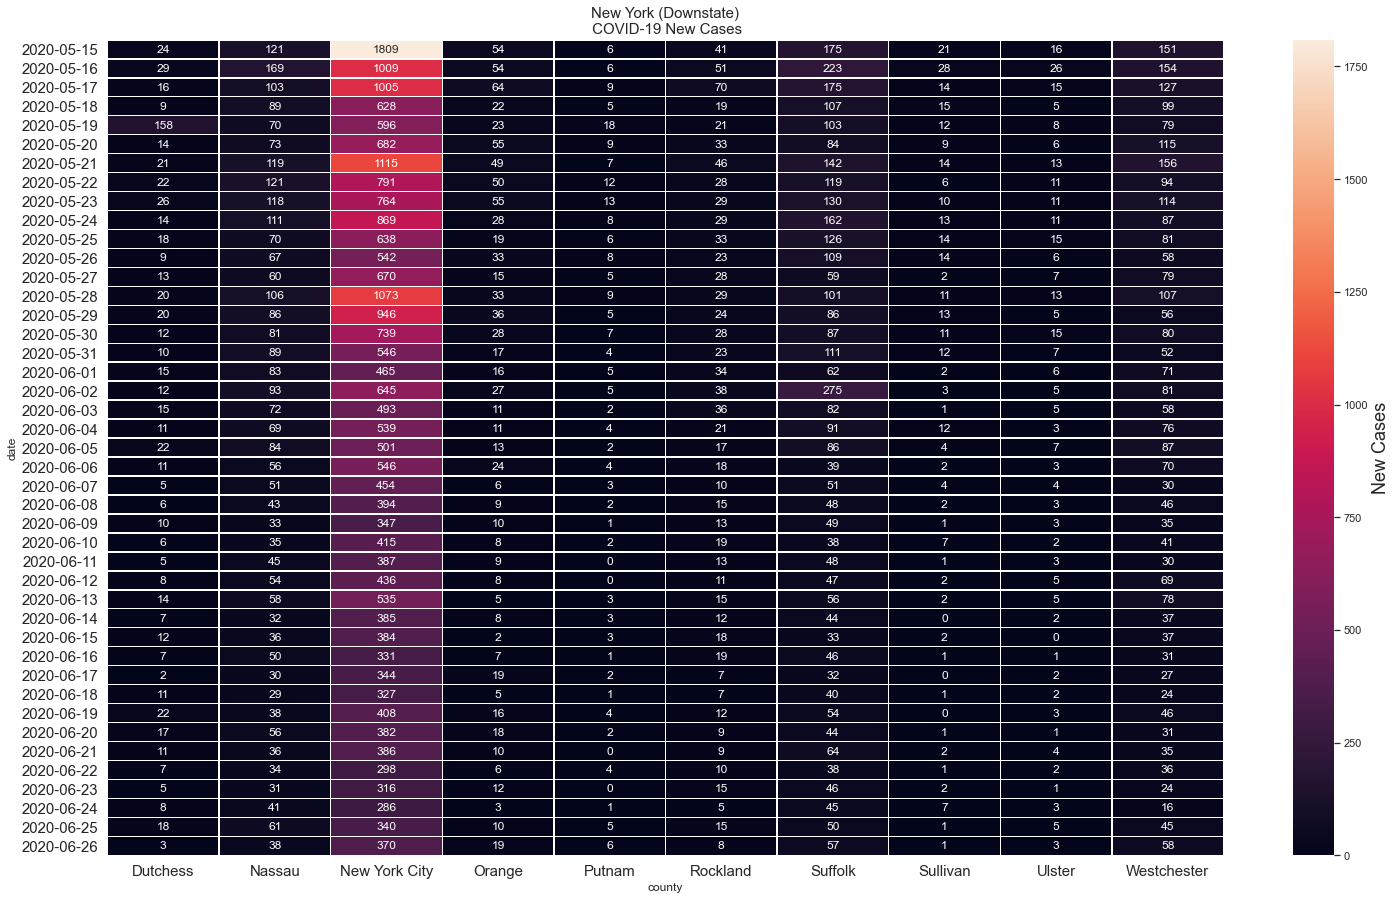 New York (Downstate)
COVID-19 New Cases
2020-05-15 24 121 1809 54 6 41 175 21 16 151
2020-05-16 29 169 1009 54 6 51 223 28 26 154
2020-05-17 16 103 1005 64 9 70 175 14 15 127
2020-05-18 9 89 628 22 5 19 107 15 5 99
2020-05-19 158 70 596 23 18 21 103 12 8 79
2020-05-20 14 73 682 55 9 33 84 9 6 115
2020-05-21 21 119 1115 49 7 46 142 14 13 156
2020-05-22 22 121 791 50 12 28 119 6 11 94
2020-05-23 26 118 764 55 13 29 130 10 11 114
2020-05-24 14 111 869 28 8 29 162 13 11 87
2020-05-25 18 70 638 19 6 33 126 14 15 81
2020-05-26 9 67 542 33 8 23 109 14 6 58
2020-05-27 13 60 670 15 5 28 59 2 7 79
2020-05-28 20 106 1073 33 9 29 101 11 13 107
2020-05-29 20 86 946 36 5 24 86 13 5 56
2020-05-30 12 81 739 28 7 28 87 11 15 80
2020-05-31 10 89 546 17 4 23 111 12 7 52
2020-06-01 15 83 465 16 5 34 62 2 6 71
2020-06-02 12 93 645 27 5 38 275 3 5 81
2020-06-03 15 72 493 11 2 36 82 1 5 58
2020-06-04 11 69 539 11 4 21 91 12 3 76
2020-06-05 22 84 501 13 2 17 86 4 7 87
2020-06-06 11 56 546 24 4 18 39 2 3 70
2020-06-07 5 51 454 6 3 10 51 4 4 30
2020-06-08 6 43 394 9 2 15 48 2 3 46
2020-06-09 10 33 347 10 1 13 49 1 3 35
2020-06-10 6 35 415 8 2 19 38 7 2 41
2020-06-11 5 45 387 9 0 13 48 1 3 30
2020-06-12 8 54 436 8 0 11 47 2 5 69
2020-06-13 14 58 535 5 3 15 56 2 5 78
2020-06-14 7 32 385 8 3 12 44 0 2 37
2020-06-15 12 36 384 2 3 18 33 2 0 37
2020-06-16 7 50 331 7 1 19 46 1 1 31
2020-06-17 2 30 344 19 2 7 32 0 2 27
2020-06-18 11 29 327 5 1 7 40 1 2 24
2020-06-19 22 38 408 16 4 12 54 0 3 46
2020-06-20 17 56 382 18 2 9 44 1 1 31
2020-06-21 11 36 386 10 0 9 64 2 4 35
2020-06-22 7 34 298 6 4 10 38 1 2 36
2020-06-23 5 31 316 12 0 15 46 2 1 24
2020-06-24 8 41 286 3 1 5 45 7 3 16
2020-06-25 18 61 340 10 5 15 50 1 5 45
2020-06-26 3 38 370 19 6 8 57 1 3 58
Dutchess Nassau New York City Orange Putnam Rockland Suffolk Sullivan Ulster Westchester
county
date
1750
1500
1250
1000
750
500
250
0
New Cases